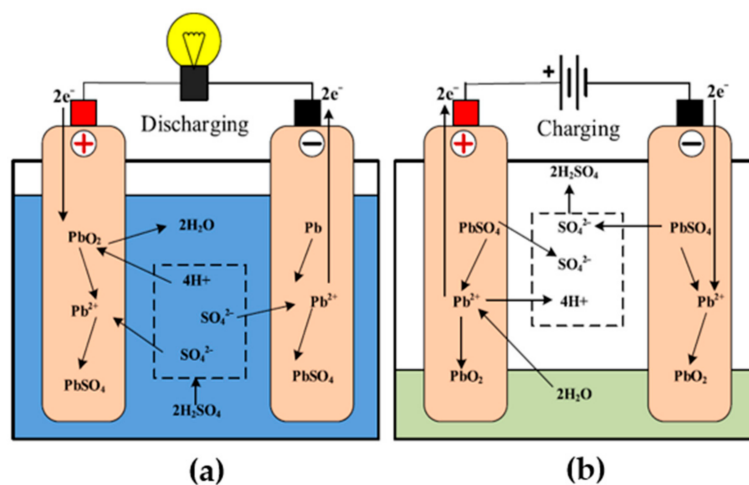 2e⁻
Discharging
2e⁻
+
−
PbO₂
2H₂O
Pb
4H+
Pb²⁺
SO₄²⁻
Pb²⁺
SO₄²⁻
PbSO₄
PbSO₄
2H₂SO₄
(a)
+
2e⁻
Charging
2e⁻
+
−
2H₂SO₄
PbSO₄
SO₄²⁻
PbSO₄
SO₄²⁻
Pb²⁺
4H+
Pb²⁺
PbO₂
PbO₂
2H₂O
(b)